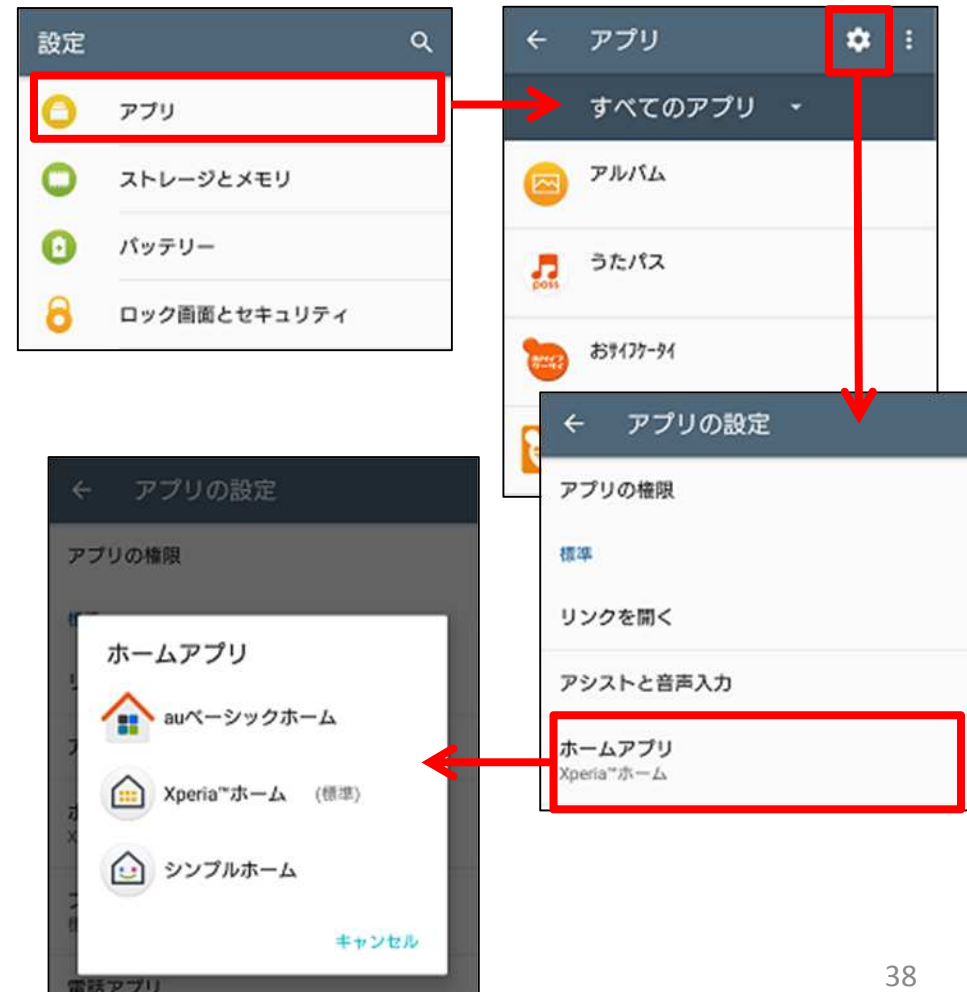 設定
アプリ
ストレージとメモリ
バッテリー
ロック画面とセキュリティ
アプリ
すべてのアプリ
アルバム
うたパス
pass
おサイフケータイ
アプリの設定
アプリの権限
標準
リンクを開く
アシストと音声入力
ホームアプリ
Xperia™ホーム
アプリの設定
アプリの権限
ホームアプリ
auベーシックホーム
Xperia™ホーム (標準)
シンプルホーム
キャンセル
電話アプリ
38